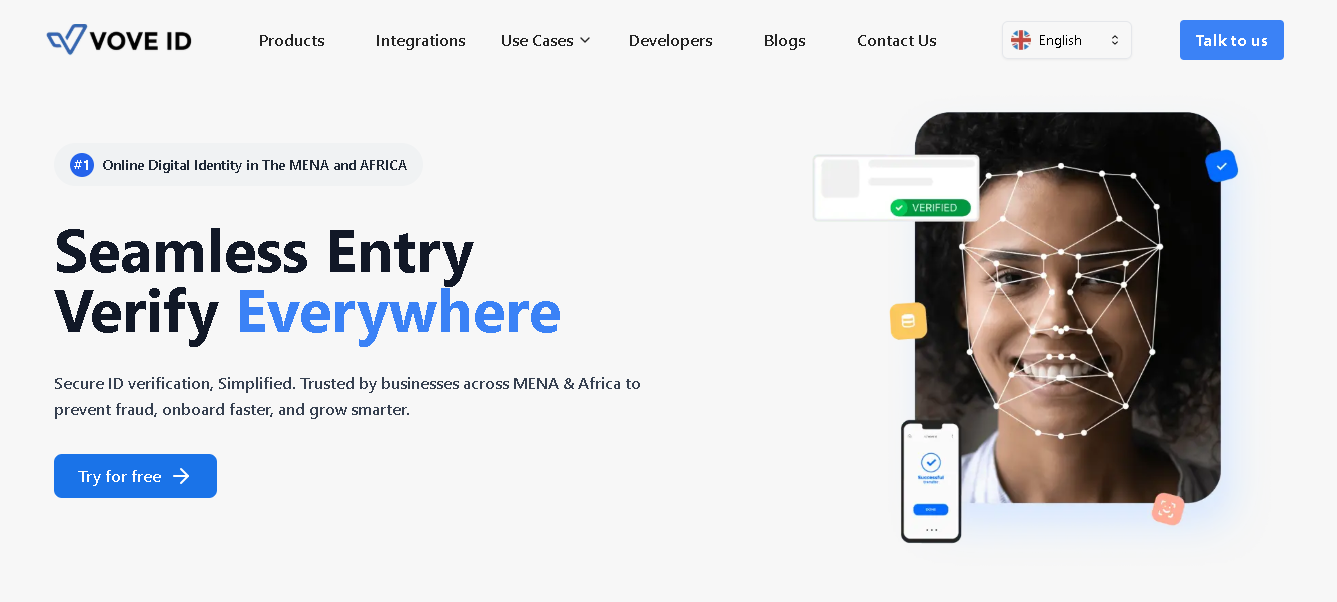 VOVE ID
Products
Integrations
Use Cases
Developers
Blogs
Contact Us
English
Talk to us
#1 Online Digital Identity in The MENA and AFRICA
VERIFIED
Seamless Entry
Verify Everywhere
Secure ID verification, Simplified. Trusted by businesses across MENA & Africa to
prevent fraud, onboard faster, and grow smarter.
Try for free
Successful